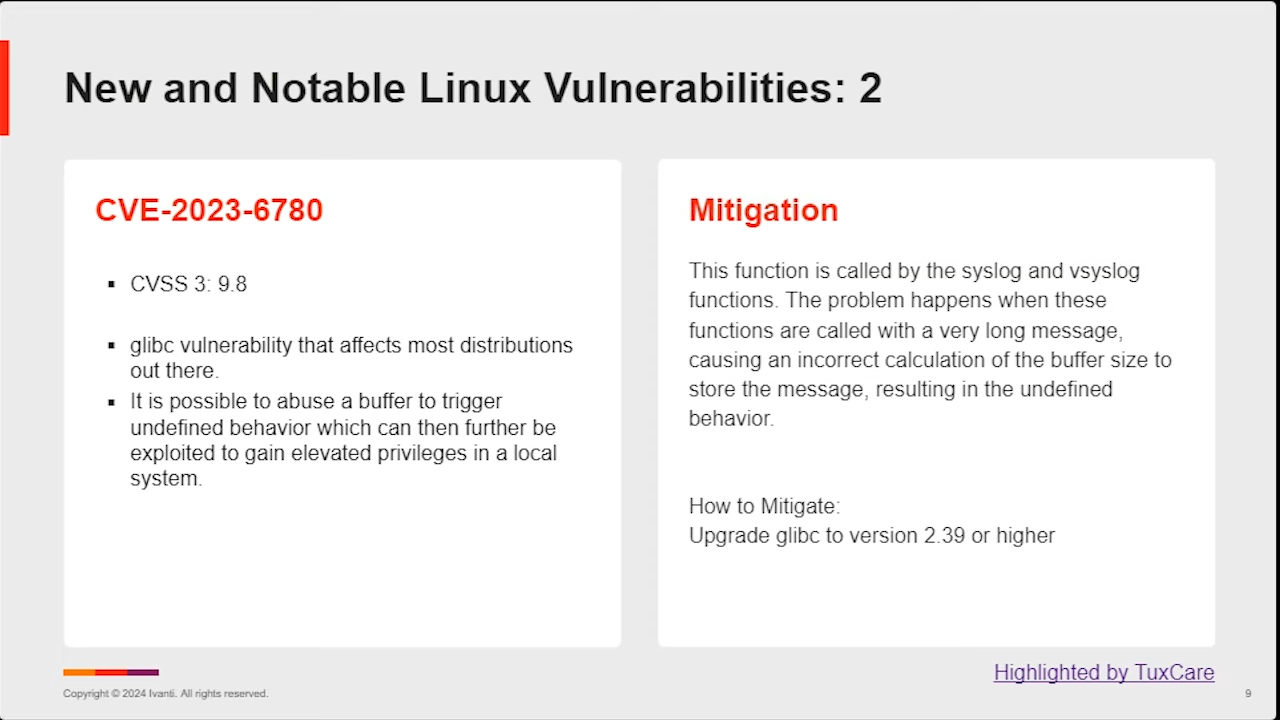 New and Notable Linux Vulnerabilities: 2
CVE-2023-6780
▪ CVSS 3: 9.8
▪ glibc vulnerability that affects most distributions
out there.
▪ It is possible to abuse a buffer to trigger
undefined behavior which can then further be
exploited to gain elevated privileges in a local
system.
Mitigation
This function is called by the syslog and vsyslog
functions. The problem happens when these
functions are called with a very long message,
causing an incorrect calculation of the buffer size to
store the message, resulting in the undefined
behavior.
How to Mitigate:
Upgrade glibc to version 2.39 or higher
Highlighted by TuxCare
Copyright © 2024 Ivanti. All rights reserved.
9